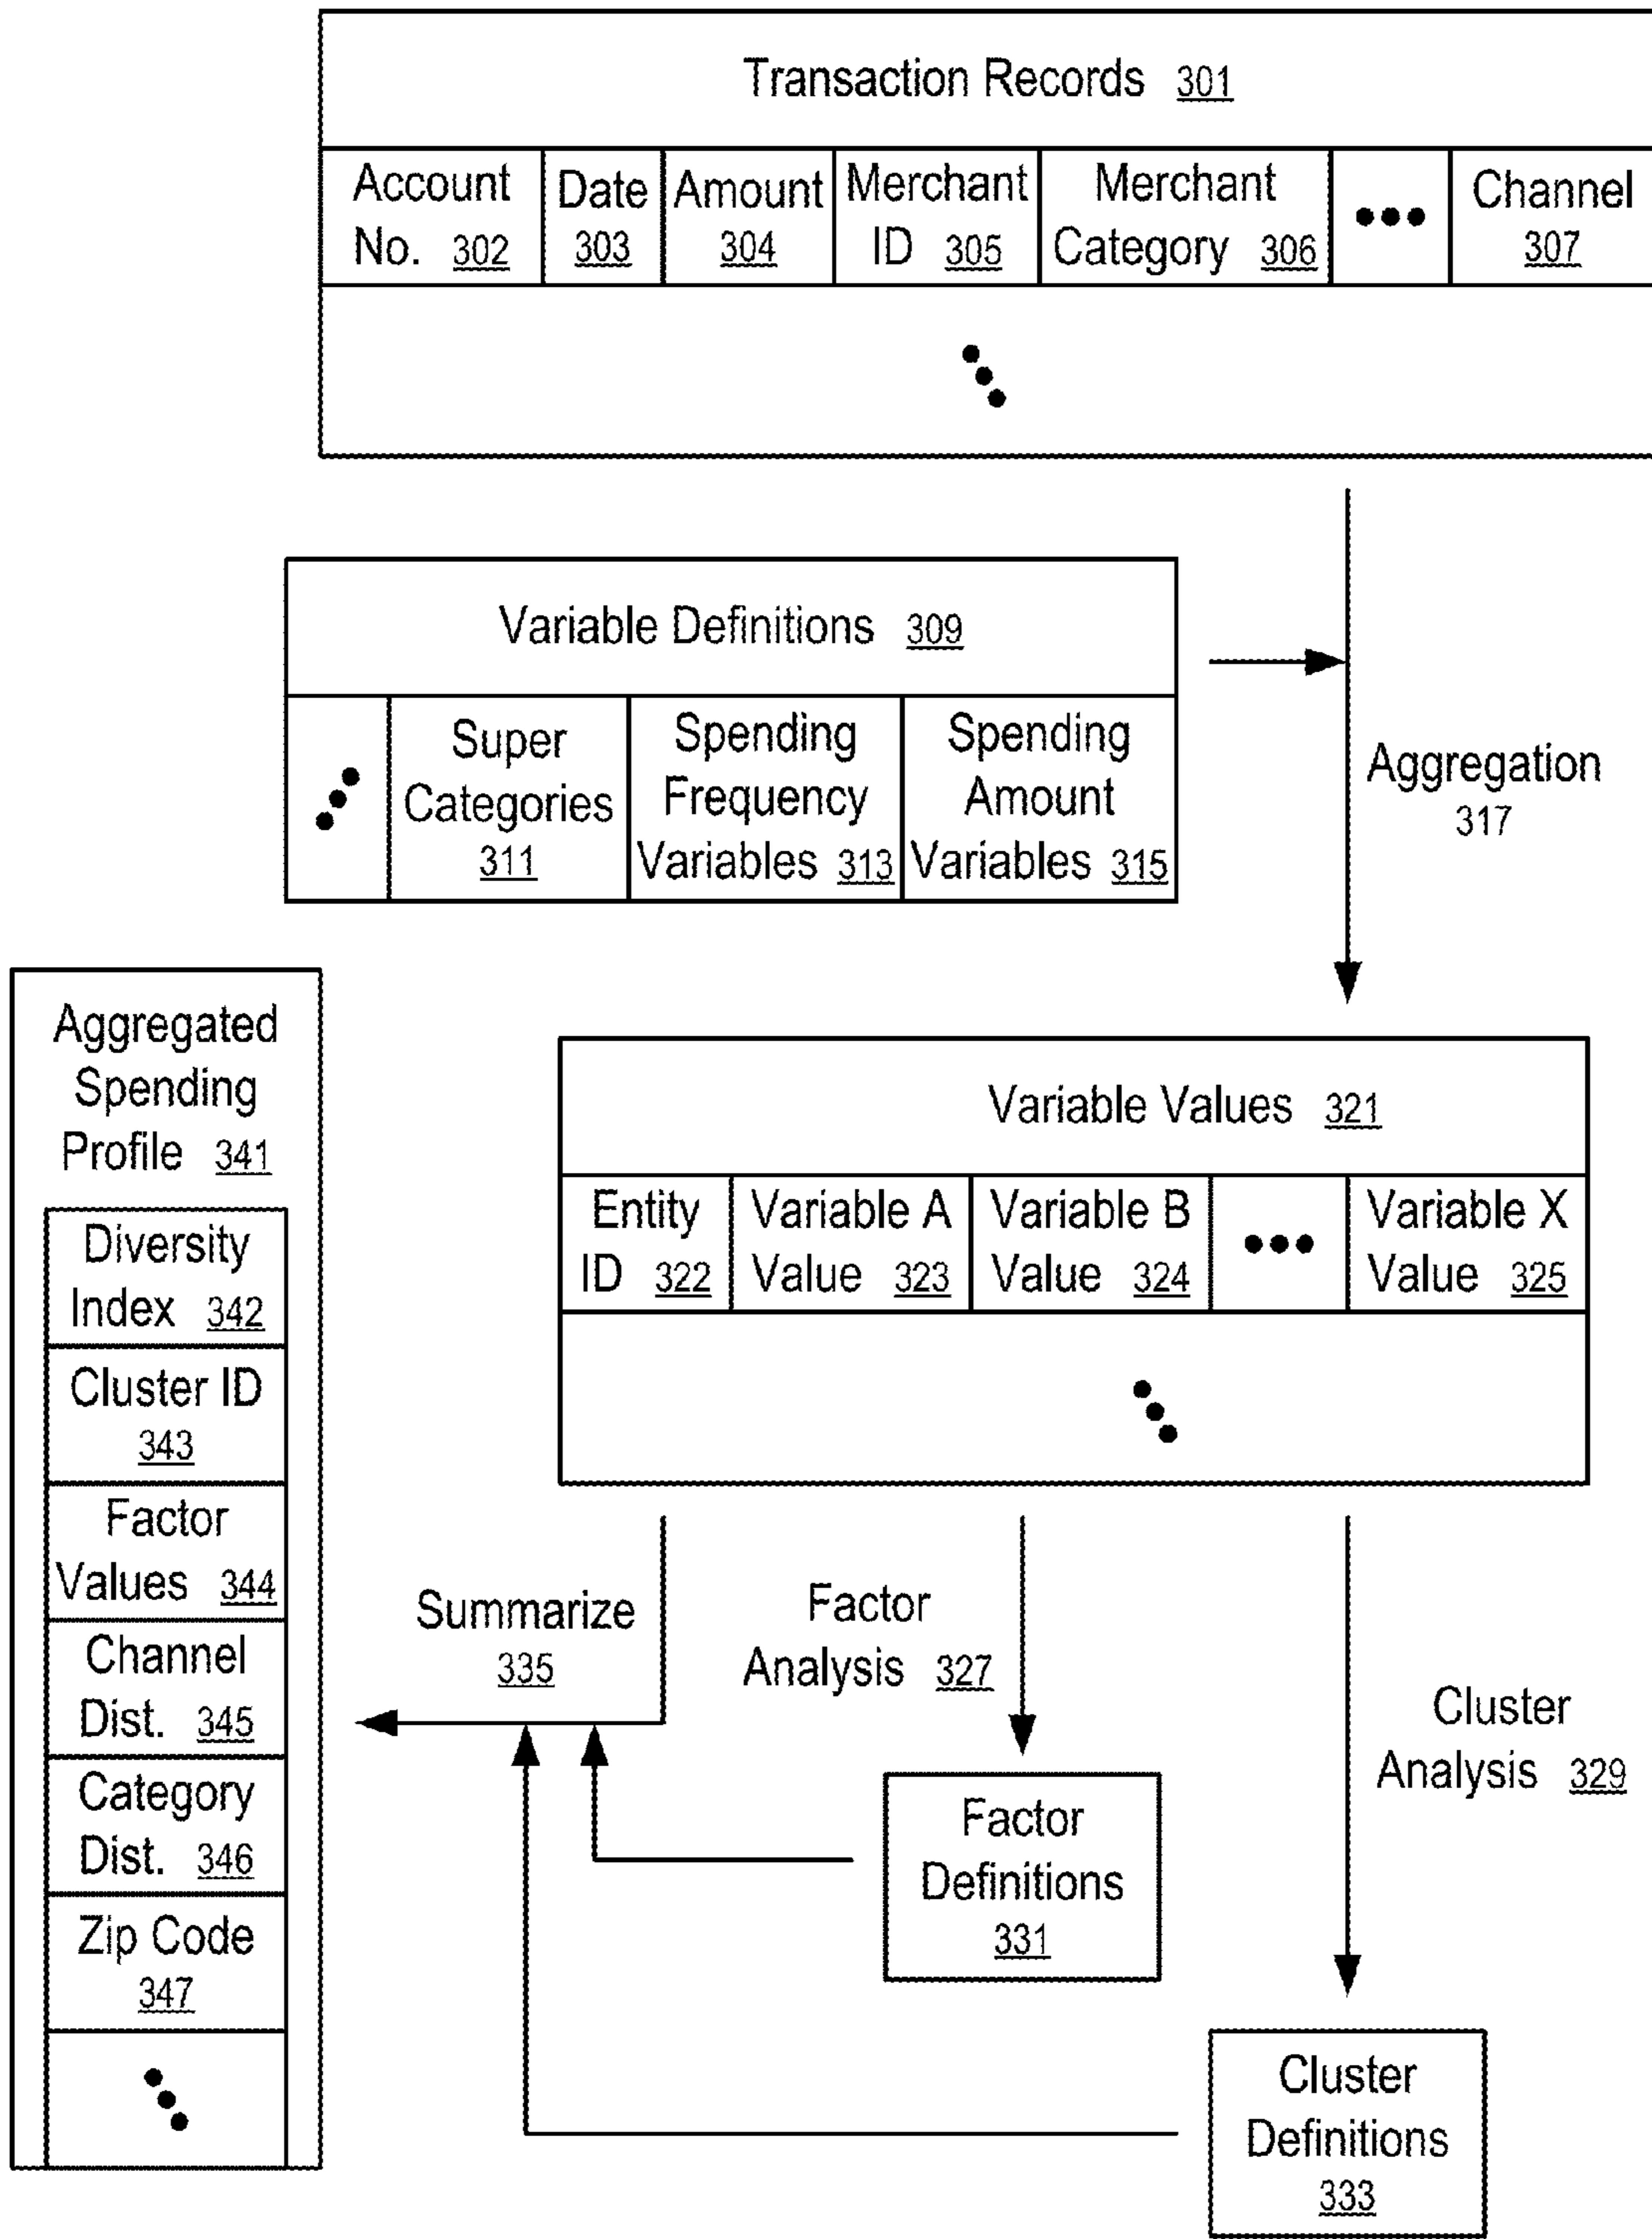 Transaction Records 301
Account
No. 302
Date
303
Amount
304
Merchant
ID 305
Merchant
Category 306
•••
Channel
307
Variable Definitions 309
Super
Categories
311
Spending
Frequency
Variables 313
Spending
Amount
Variables 315
Aggregation
317
Aggregated
Spending
Profile 341
Diversity
Index 342
Cluster ID
343
Factor
Values 344
Channel
Dist. 345
Category
Dist. 346
Zip Code
347
Variable Values 321
Entity
ID 322
Variable A
Value 323
Variable B
Value 324
•••
Variable X
Value 325
Summarize
335
Factor
Analysis 327
Cluster
Analysis 329
Factor
Definitions
331
Cluster
Definitions
333